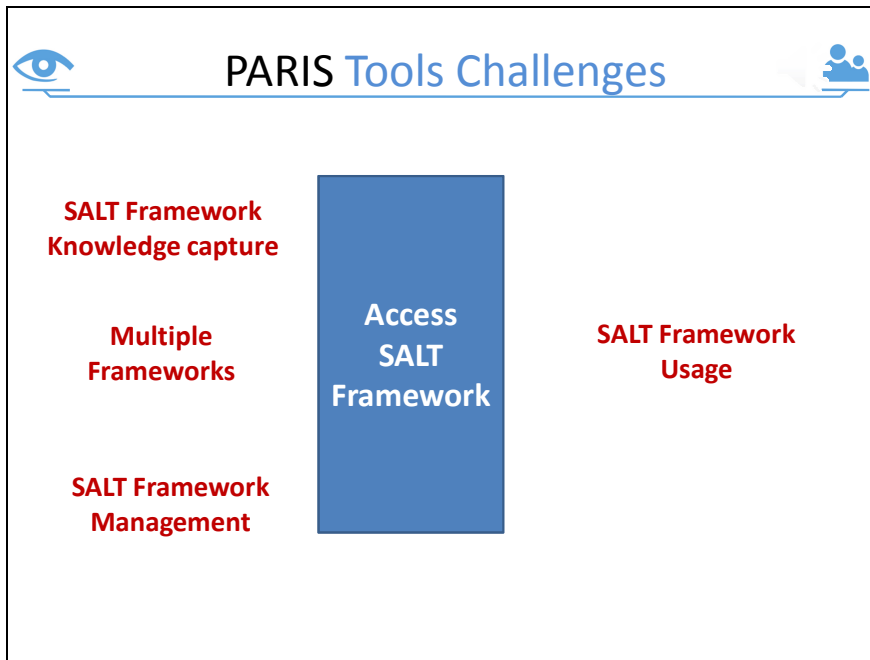 PARIS Tools Challenges
SALT Framework
Knowledge capture
Multiple
Frameworks
SALT Framework
Management
Access
SALT
Framework
SALT Framework
Usage